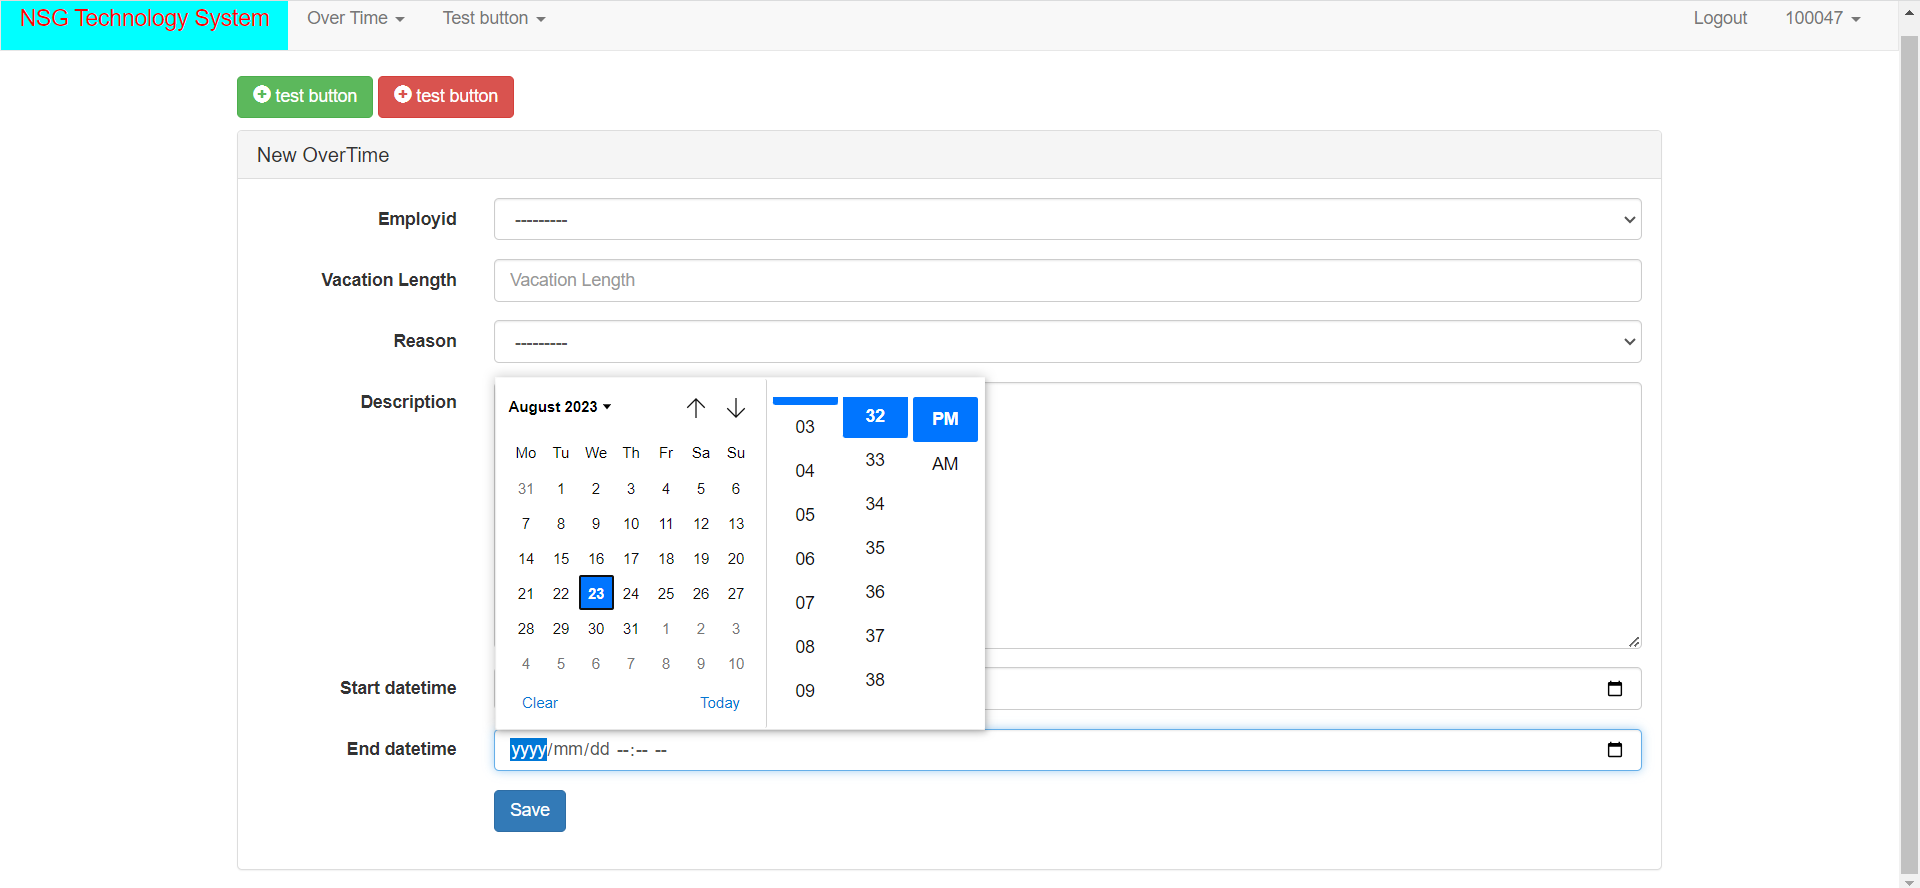 NSG Technology System Over Time Test button Logout 100047
test button test button
New OverTime
Employid ---------
Vacation Length Vacation Length
Reason ---------
Description
August 2023
Mo Tu We Th Fr Sa Su
31 1 2 3 4 5 6
7 8 9 10 11 12 13
14 15 16 17 18 19 20
21 22 23 24 25 26 27
28 29 30 31 1 2 3
4 5 6 7 8 9 10
Clear Today
03
04
05
06
07
08
09
32
33
34
35
36
37
38
PM
AM
Start datetime
End datetime yyyy/mm/dd --:-- --
Save